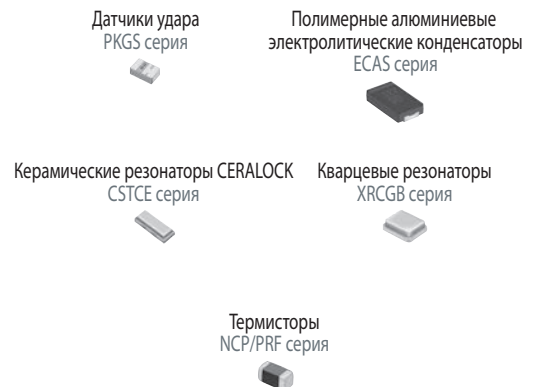 Датчики удара
PKGS серия
Полимерные алюминиевые
электролитические конденсаторы
ECAS серия
Керамические резонаторы CERALOCK
CSTCE серия
Кварцевые резонаторы
XRCGB серия
Термисторы
NCP/PRF серия